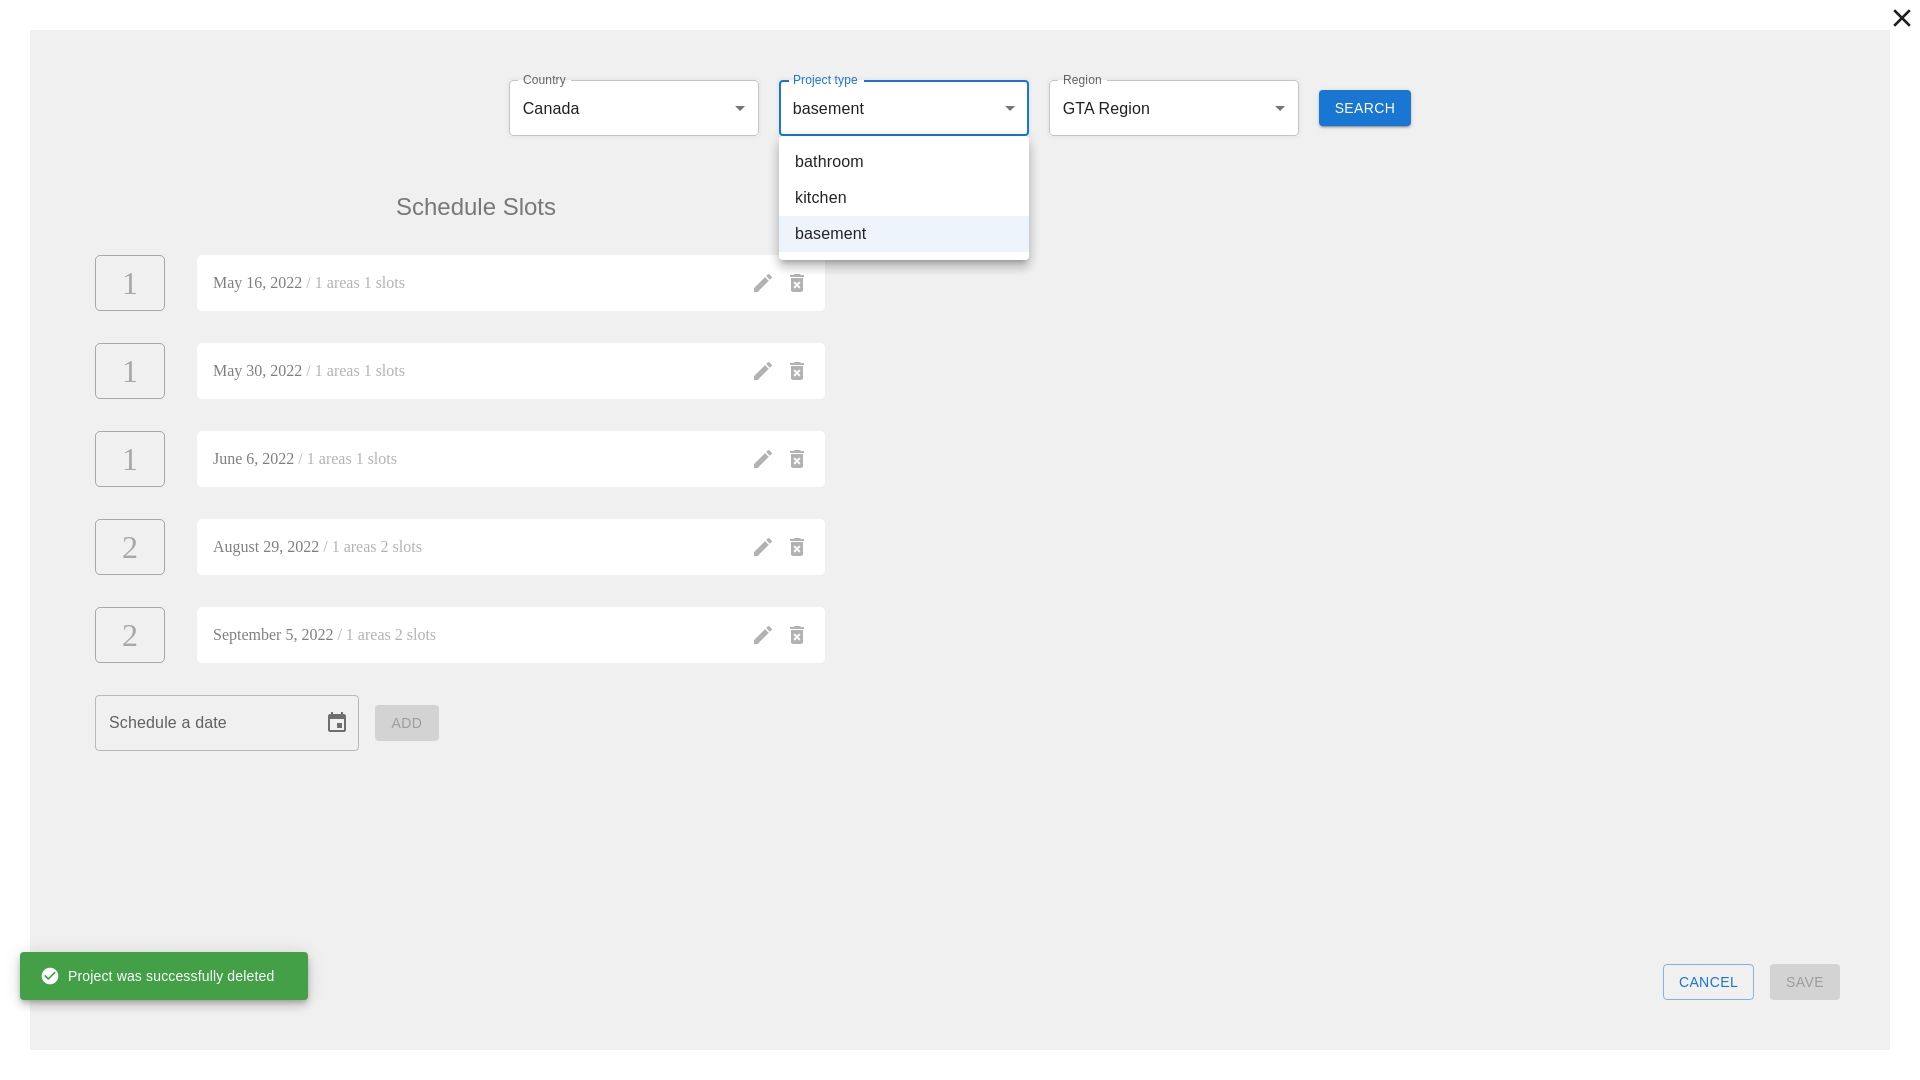 Country
Project type
Region
Canada
basement
GTA Region
SEARCH
bathroom
kitchen
basement
Schedule Slots
1
May 16, 2022 / 1 areas 1 slots
1
May 30, 2022 / 1 areas 1 slots
1
June 6, 2022 / 1 areas 1 slots
2
August 29, 2022 / 1 areas 2 slots
2
September 5, 2022 / 1 areas 2 slots
Schedule a date
ADD
Project was successfully deleted
CANCEL
SAVE